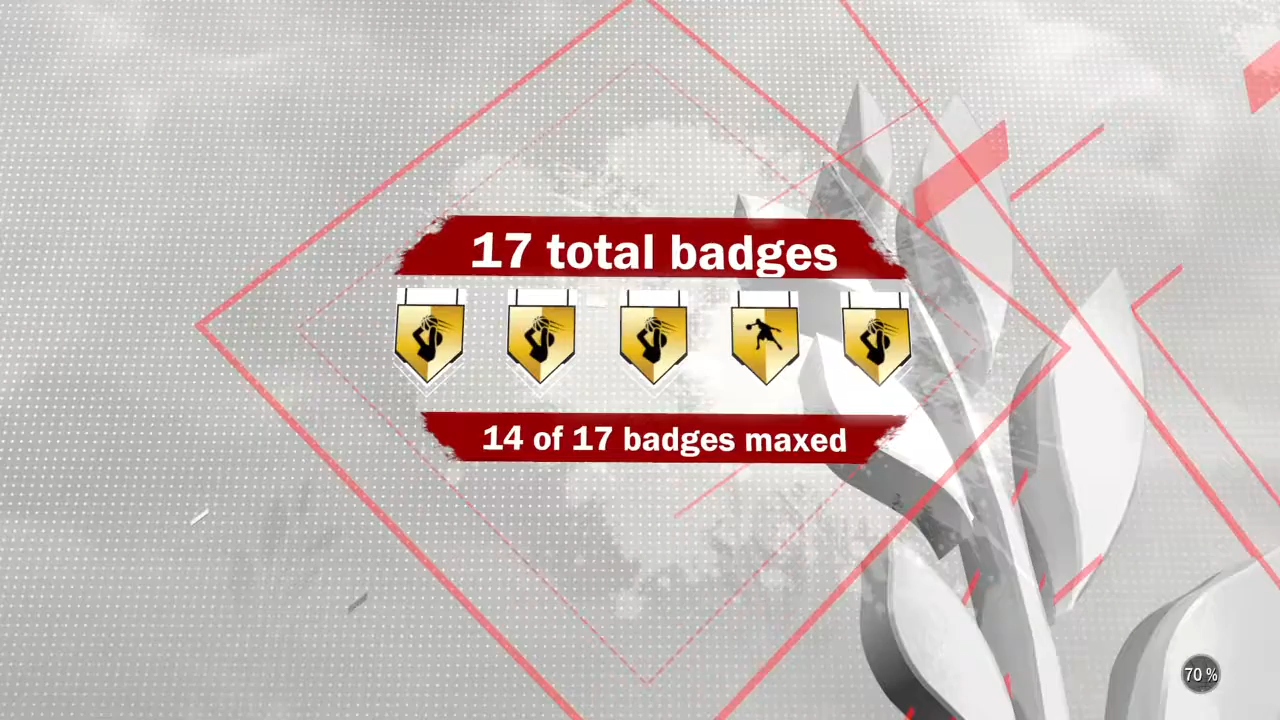 17 total badges
14 of 17 badges maxed
70 %